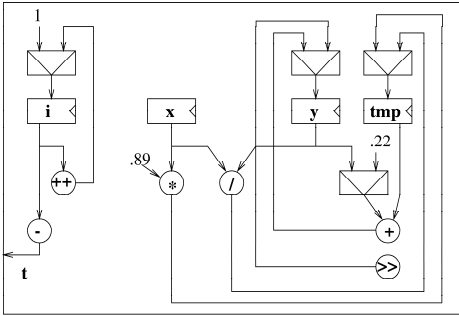 1
i
x
y
tmp
.89
.22
++
*
/
-
+
>>
t